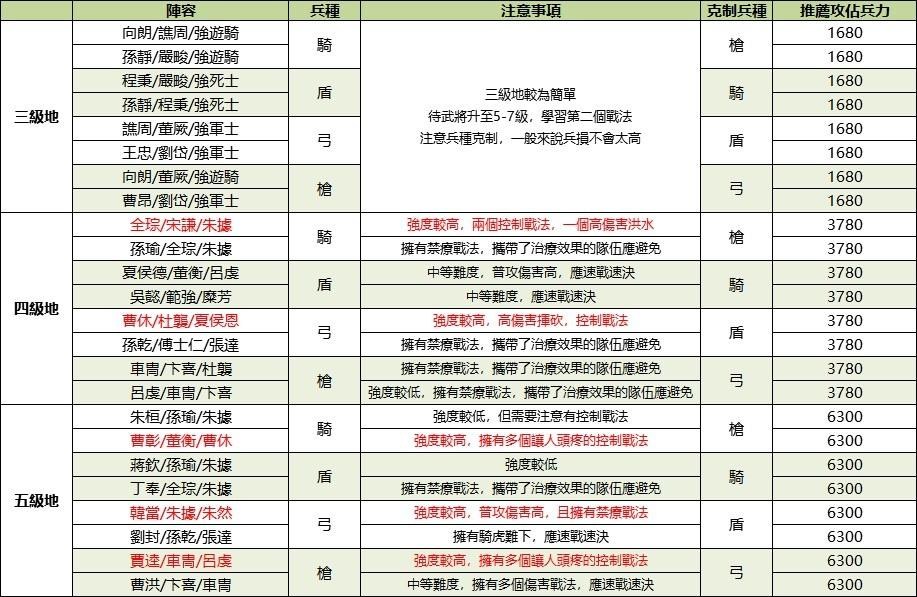 陣容 兵種 注意事項 克制兵種 推薦攻佔兵力
三級地
向朗/譙周/強遊騎 騎 槍 1680
孫靜/嚴畯/強遊騎 1680
程秉/嚴畯/強死士 盾 騎 1680
孫靜/程秉/強死士 1680
三級地較為簡單
待武將升至5-7級，學習第二個戰法
注意兵種克制，一般來說兵損不會太高
譙周/董厥/強軍士 弓 盾 1680
王忠/劉岱/強軍士 1680
向朗/董厥/強遊騎 槍 弓 1680
曹昂/劉岱/強軍士 1680
四級地
全琮/宋謙/朱據 騎 強度較高，兩個控制戰法，一個高傷害洪水 槍 3780
孫瑜/全琮/朱據 擁有禁療戰法，攜帶了治療效果的隊伍應避免 3780
夏侯德/董衡/呂虔 盾 中等難度，普攻傷害高，應速戰速決 騎 3780
吳懿/範強/糜芳 中等難度，應速戰速決 3780
曹休/杜襲/夏侯恩 弓 強度較高，高傷害揮砍，控制戰法 盾 3780
孫乾/傅士仁/張達 擁有禁療戰法，攜帶了治療效果的隊伍應避免 3780
車冑/卞喜/杜襲 槍 擁有禁療戰法，攜帶了治療效果的隊伍應避免 弓 3780
呂虔/車冑/卞喜 強度較低，擁有禁療戰法，攜帶了治療效果的隊伍應避免 3780
五級地
朱桓/孫瑜/朱據 騎 強度較低，但需要注意有控制戰法 槍 6300
曹彰/董衡/曹休 強度較高，擁有多個讓人頭疼的控制戰法 6300
蔣欽/孫瑜/朱據 盾 強度較低 騎 6300
丁奉/全琮/朱據 擁有禁療戰法，攜帶了治療效果的隊伍應避免 6300
韓當/朱據/朱然 弓 強度較高，普攻傷害高，且擁有禁療戰法 盾 6300
劉封/孫乾/張達 擁有騎虎難下，應速戰速決 6300
賈逵/車冑/呂虔 槍 強度較高，擁有多個讓人頭疼的控制戰法 弓 6300
曹洪/卞喜/車冑 中等難度，擁有多個傷害戰法，應速戰速決 6300